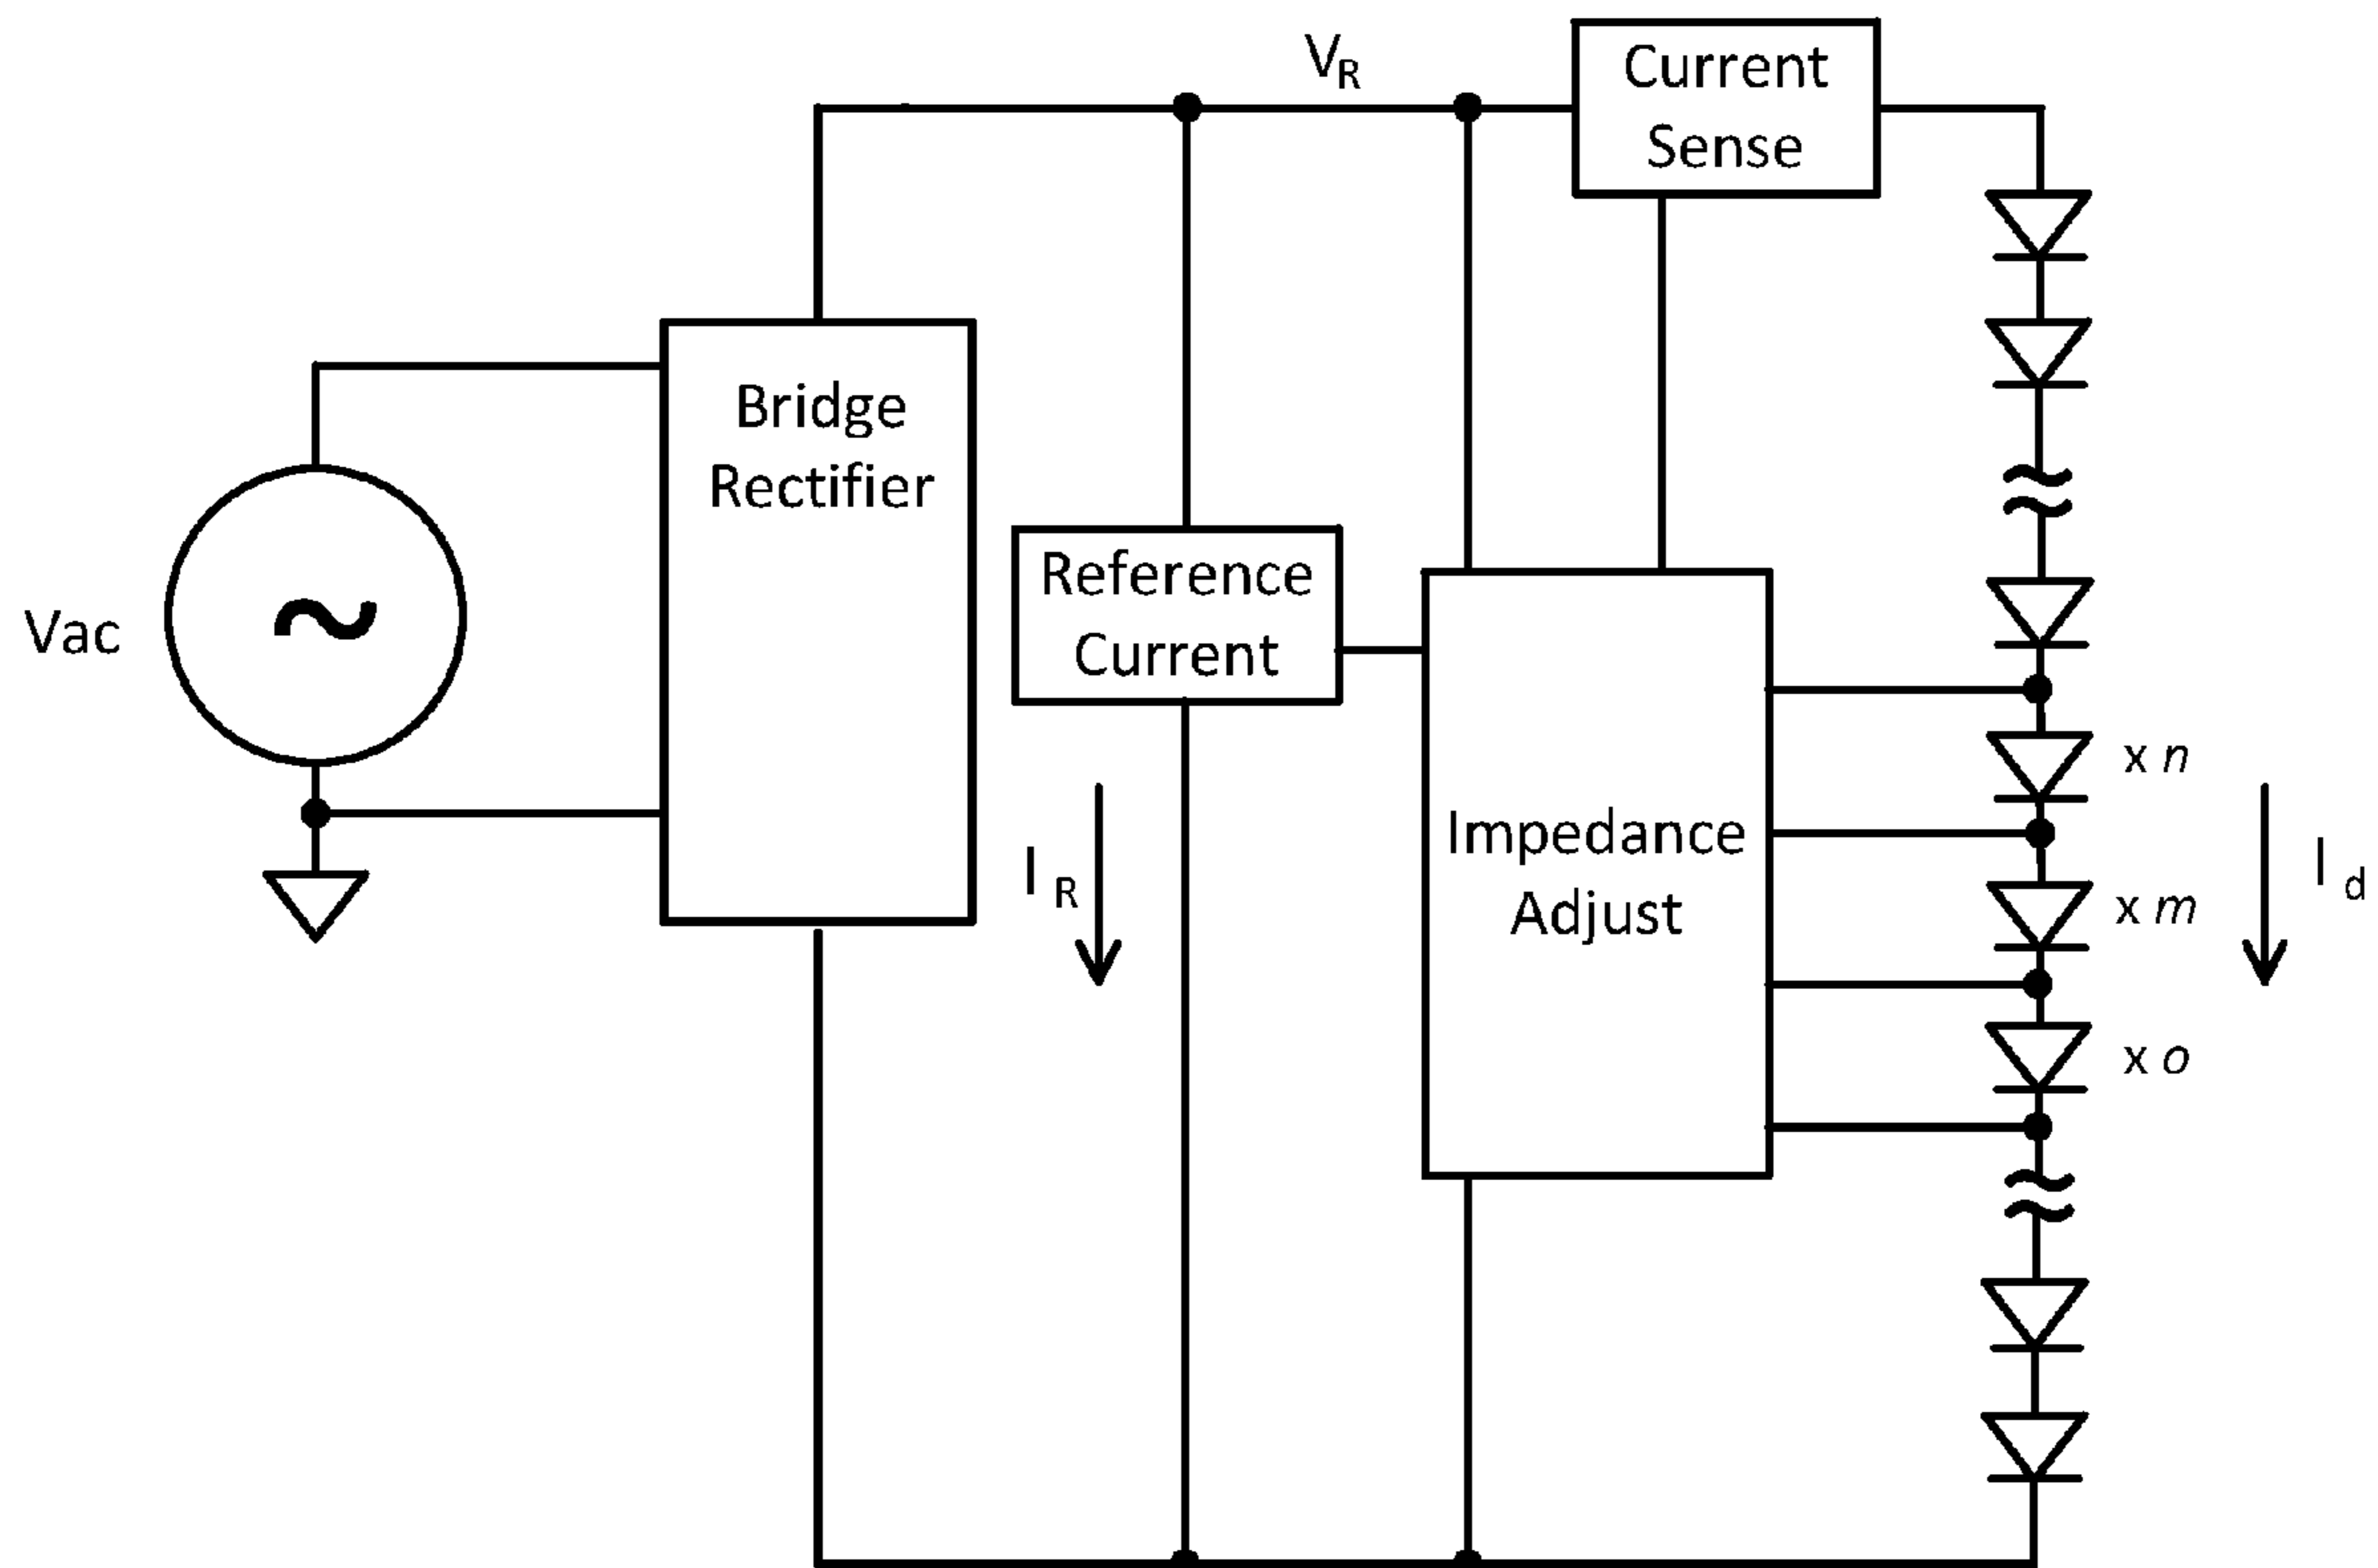 V_R
Current
Sense
Bridge
Rectifier
Reference
Current
Vac
x n
Impedance
Adjust
I_R
I_d
x m
x o